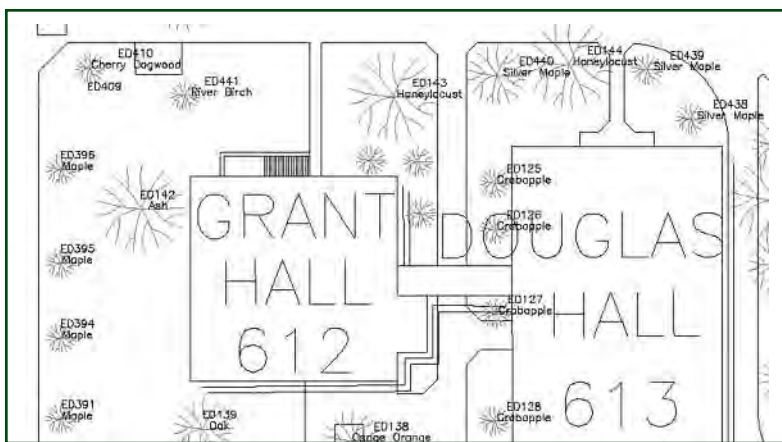 ED410
Cherry Dogwood
ED409
ED441
River Birch
ED143
Honeylocust
ED440
Silver Maple
ED144
Honeylocust
ED439
Silver Maple
ED438
Silver Maple
ED396
Maple
ED142
Ash
ED395
Maple
ED394
Maple
ED391
Maple
GRANT
HALL
612
ED125
Crabapple
ED126
Crabapple
ED127
Crabapple
ED128
Crabapple
DOUGLAS
HALL
613
ED139
Oak
ED138
Osage Orange